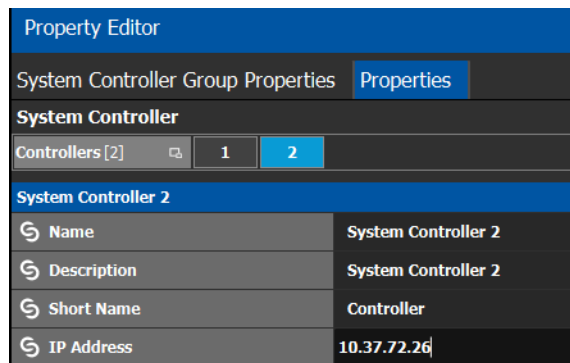 Property Editor
System Controller Group Properties Properties
System Controller
Controllers [2] 1 2
System Controller 2
Name System Controller 2
Description System Controller 2
Short Name Controller
IP Address 10.37.72.26